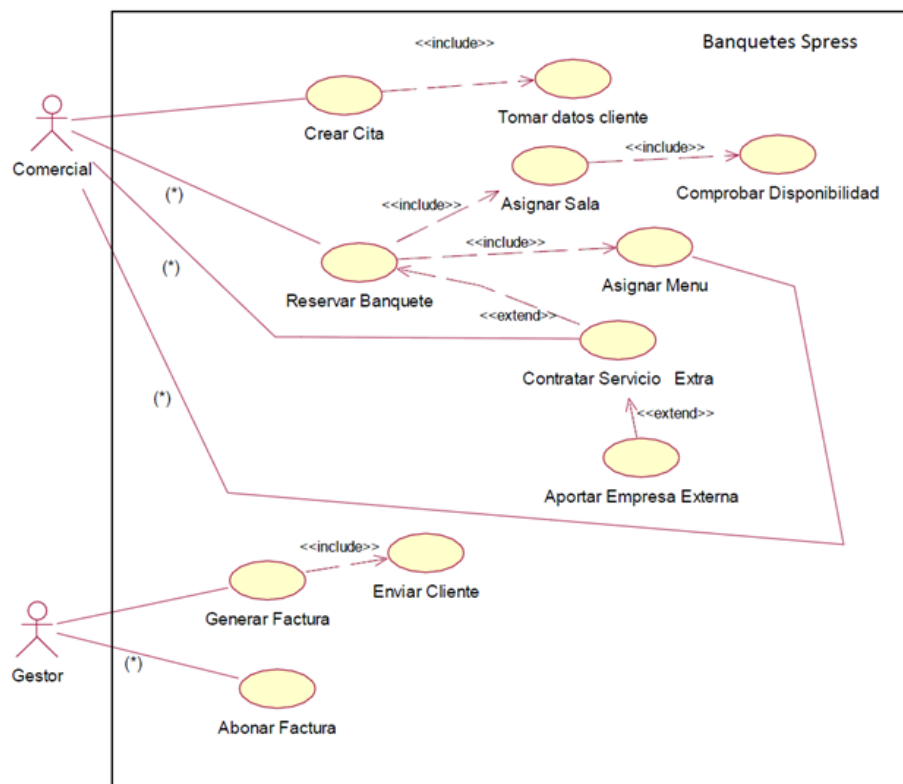 Banquetes Spress
<<include>>
Crear Cita
Tomar datos cliente
Comercial
<<include>>
(*)
<<include>>
Asignar Sala
Comprobar Disponibilidad
<<include>>
(*)
Reservar Banquete
Asignar Menu
<<extend>>
Contratar Servicio Extra
(*)
<<extend>>
Aportar Empresa Externa
<<include>>
Enviar Cliente
Generar Factura
(*)
Gestor
Abonar Factura